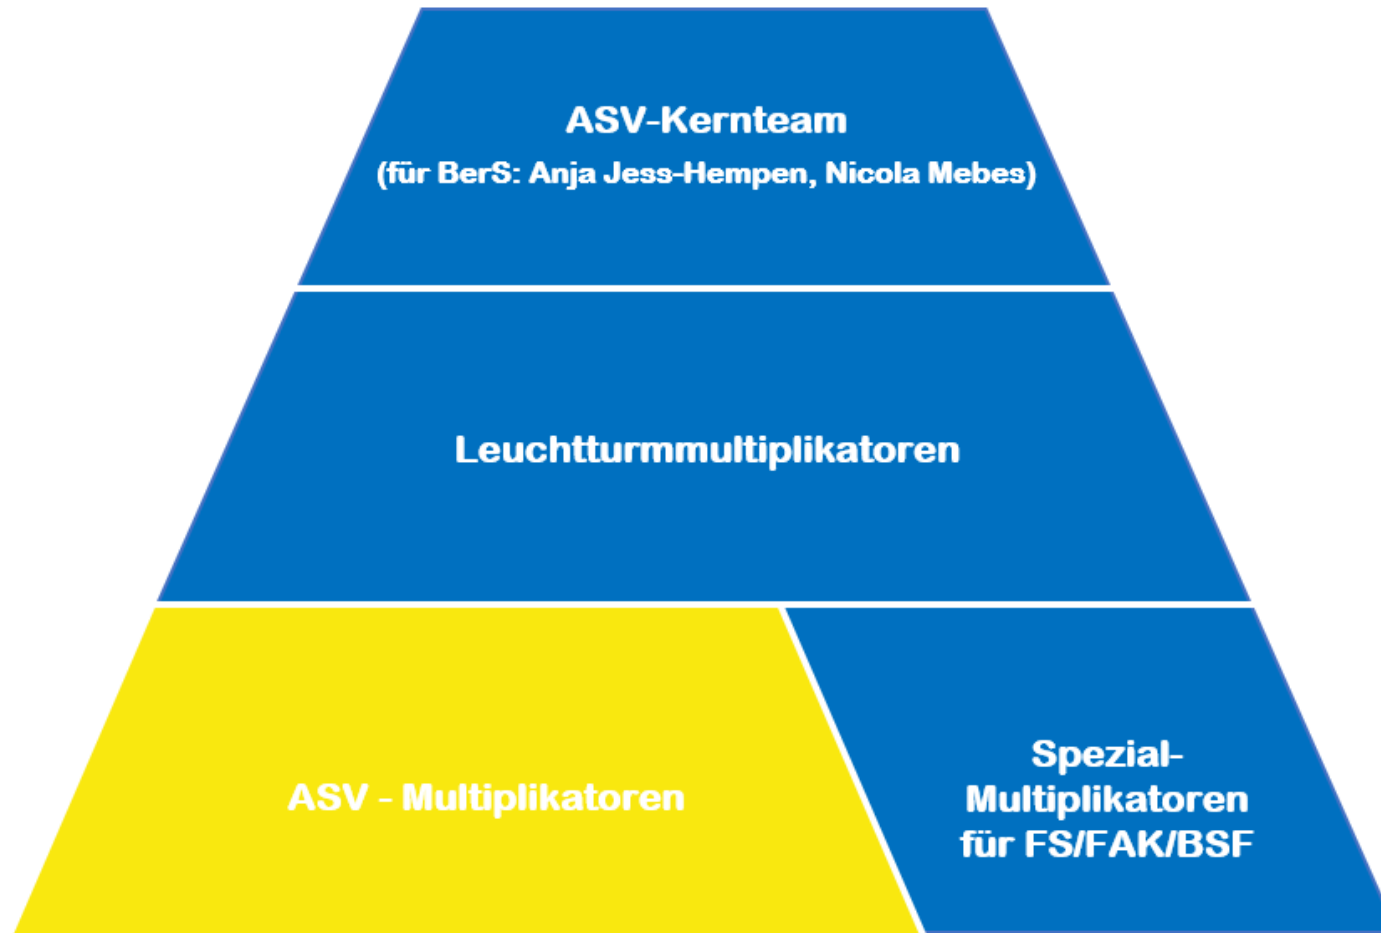 ASV-Kernteam
(für BerS: Anja Jess-Hempen, Nicola Mebes)
Leuchtturmmultiplikatoren
ASV - Multiplikatoren
Spezial-
Multiplikatoren
für FS/FAK/BSF